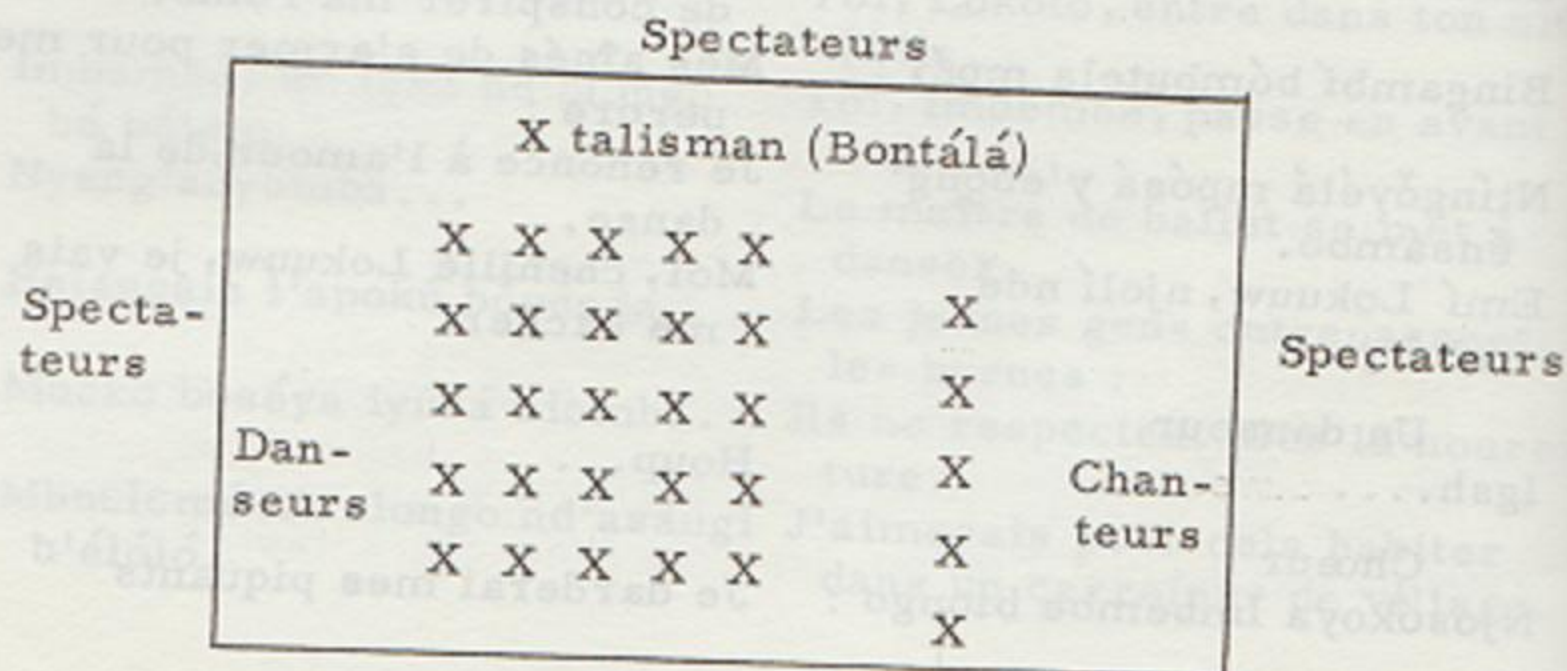 Spectateurs
X talisman (Bontálá)
X X X X X
Specta-
teurs
X X X X X
X
Spectateurs
X X X X X
X
Dan-
seurs
X X X X X
X
Chan-
teurs
X X X X X
X
X